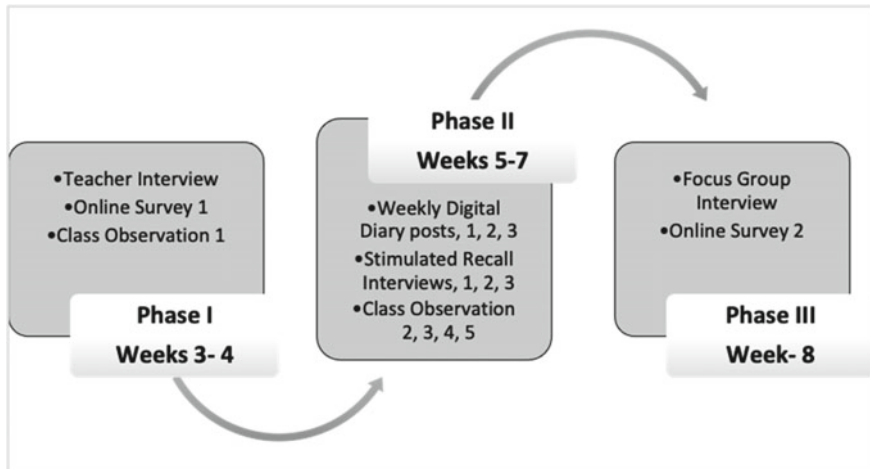 •Teacher Interview
•Online Survey 1
•Class Observation 1
Phase I
Weeks 3- 4
Phase II
Weeks 5-7
•Weekly Digital
Diary posts, 1, 2, 3
•Stimulated Recall
Interviews, 1, 2, 3
•Class Observation
2, 3, 4, 5
•Focus Group
Interview
•Online Survey 2
Phase III
Week- 8